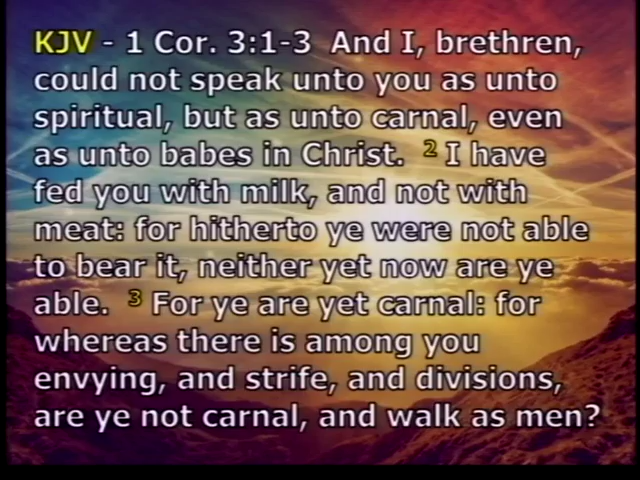 KJV - 1 Cor. 3:1-3 And I, brethren,
could not speak unto you as unto
spiritual, but as unto carnal, even
as unto babes in Christ. 2 I have
fed you with milk, and not with
meat: for hitherto ye were not able
to bear it, neither yet now are ye
able. 3 For ye are yet carnal: for
whereas there is among you
envying, and strife, and divisions,
are ye not carnal, and walk as men?